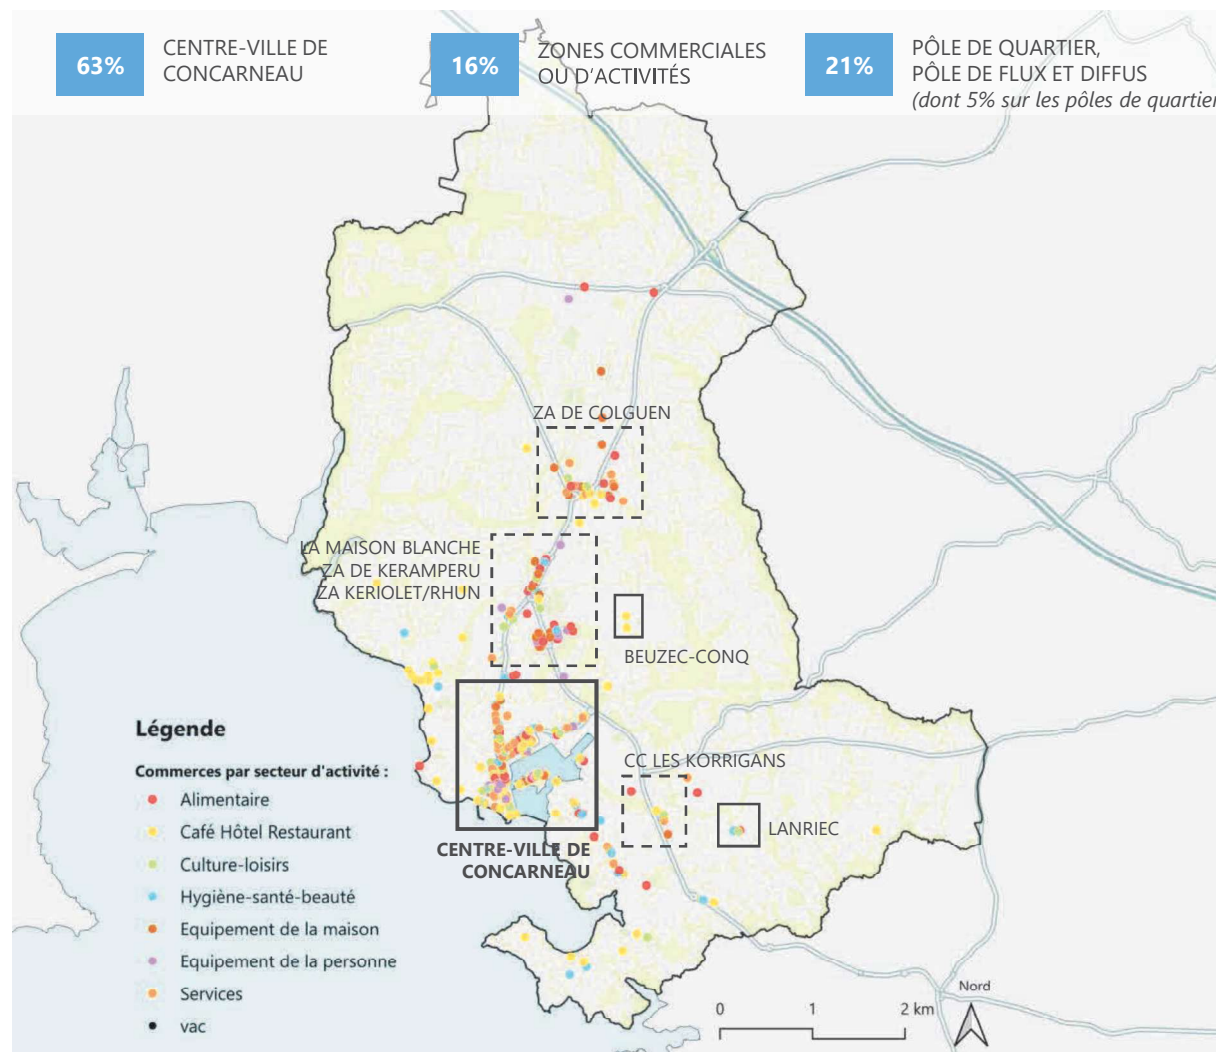 63%
CENTRE-VILLE DE
CONCARNEAU
16%
ZONES COMMERCIALES
OU D'ACTIVITÉS
21%
PÔLE DE QUARTIER,
PÔLE DE FLUX ET DIFFUS
(dont 5% sur les pôles de quartier
ZA DE COLGUEN
LA MAISON BLANCHE
ZA DE KERAMPERU
ZA KERIOLET/RHUN
BEUZEC-CONQ
CC LES KORRIGANS
LANRIEC
CENTRE-VILLE DE
CONCARNEAU
Légende
Commerces par secteur d'activité :
Alimentaire
Café Hôtel Restaurant
Culture-loisirs
Hygiène-santé-beauté
Equipement de la maison
Equipement de la personne
Services
vac
0 1 2 km
Nord